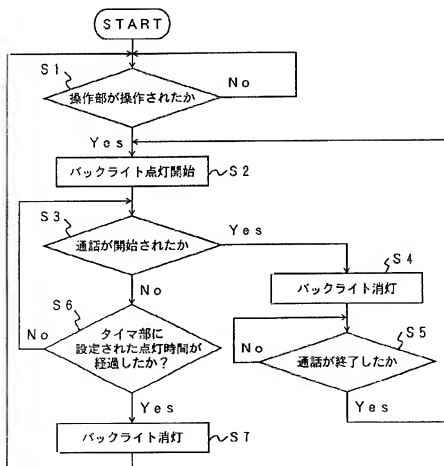 START
S1
操作部が操作されたか
No
Yes
バックライト点灯開始
S2
S3
通話が開始されたか
Yes
No
S4
バックライト消灯
S6
タイマ部に
設定された点灯時間が
経過したか?
No
S5
通話が終了したか
No
Yes
Yes
バックライト消灯
S7